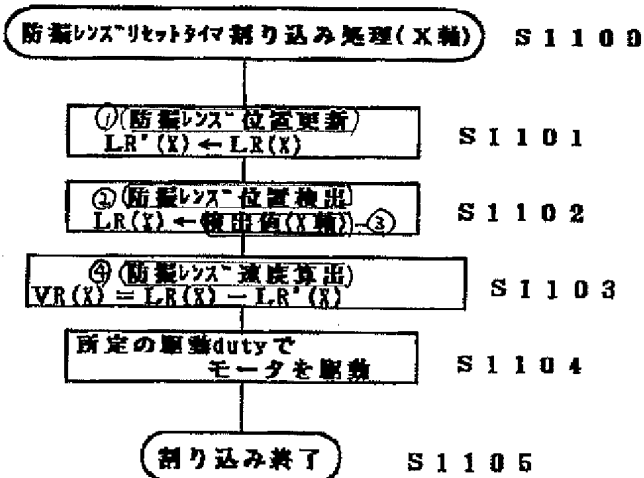 防振レンズリセットタイマ割り込み処理(X軸) S1100
①(防振レンズ位置更新) S1101
LR'(X)←LR(X)
②(防振レンズ位置検出) S1102
LR(X)←検出値(X軸)-③
④(防振レンズ速度算出) S1103
VR(X)=LR(X)-LR'(X)
所定の駆動dutyで
モータを駆動 S1104
割り込み終了 S1105